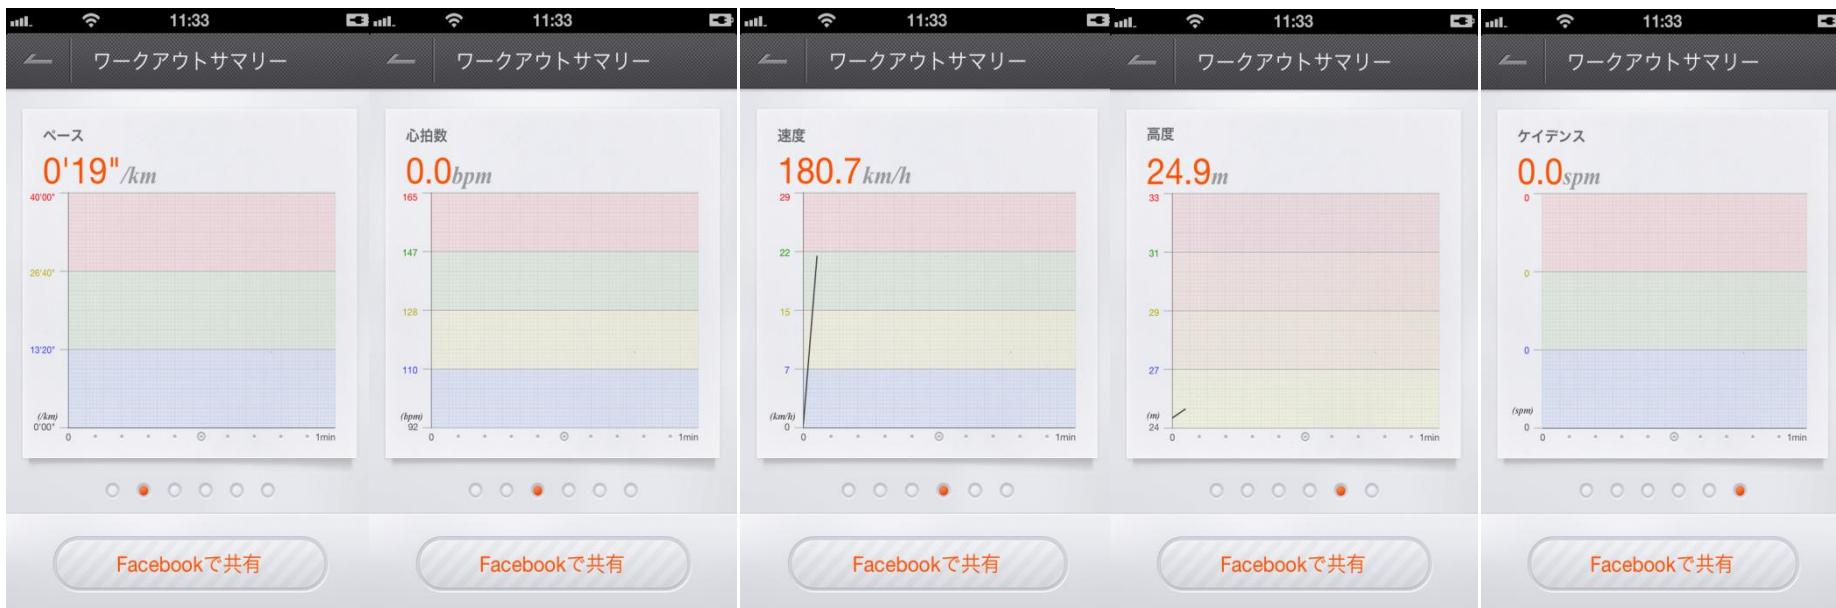 11:33
ワークアウトサマリー
ペース
0'19"/km
40'00"
26'40"
13'20"
(/km)
0'00"
0
1min
Facebookで共有
11:33
ワークアウトサマリー
心拍数
0.0bpm
165
147
128
110
(bpm)
92
0
1min
Facebookで共有
11:33
ワークアウトサマリー
速度
180.7km/h
29
22
15
7
(km/h)
0
0
1min
Facebookで共有
11:33
ワークアウトサマリー
高度
24.9m
33
31
29
27
(m)
24
0
1min
Facebookで共有
11:33
ワークアウトサマリー
ケイデンス
0.0spm
0
0
0
(spm)
0
0
1min
Facebookで共有